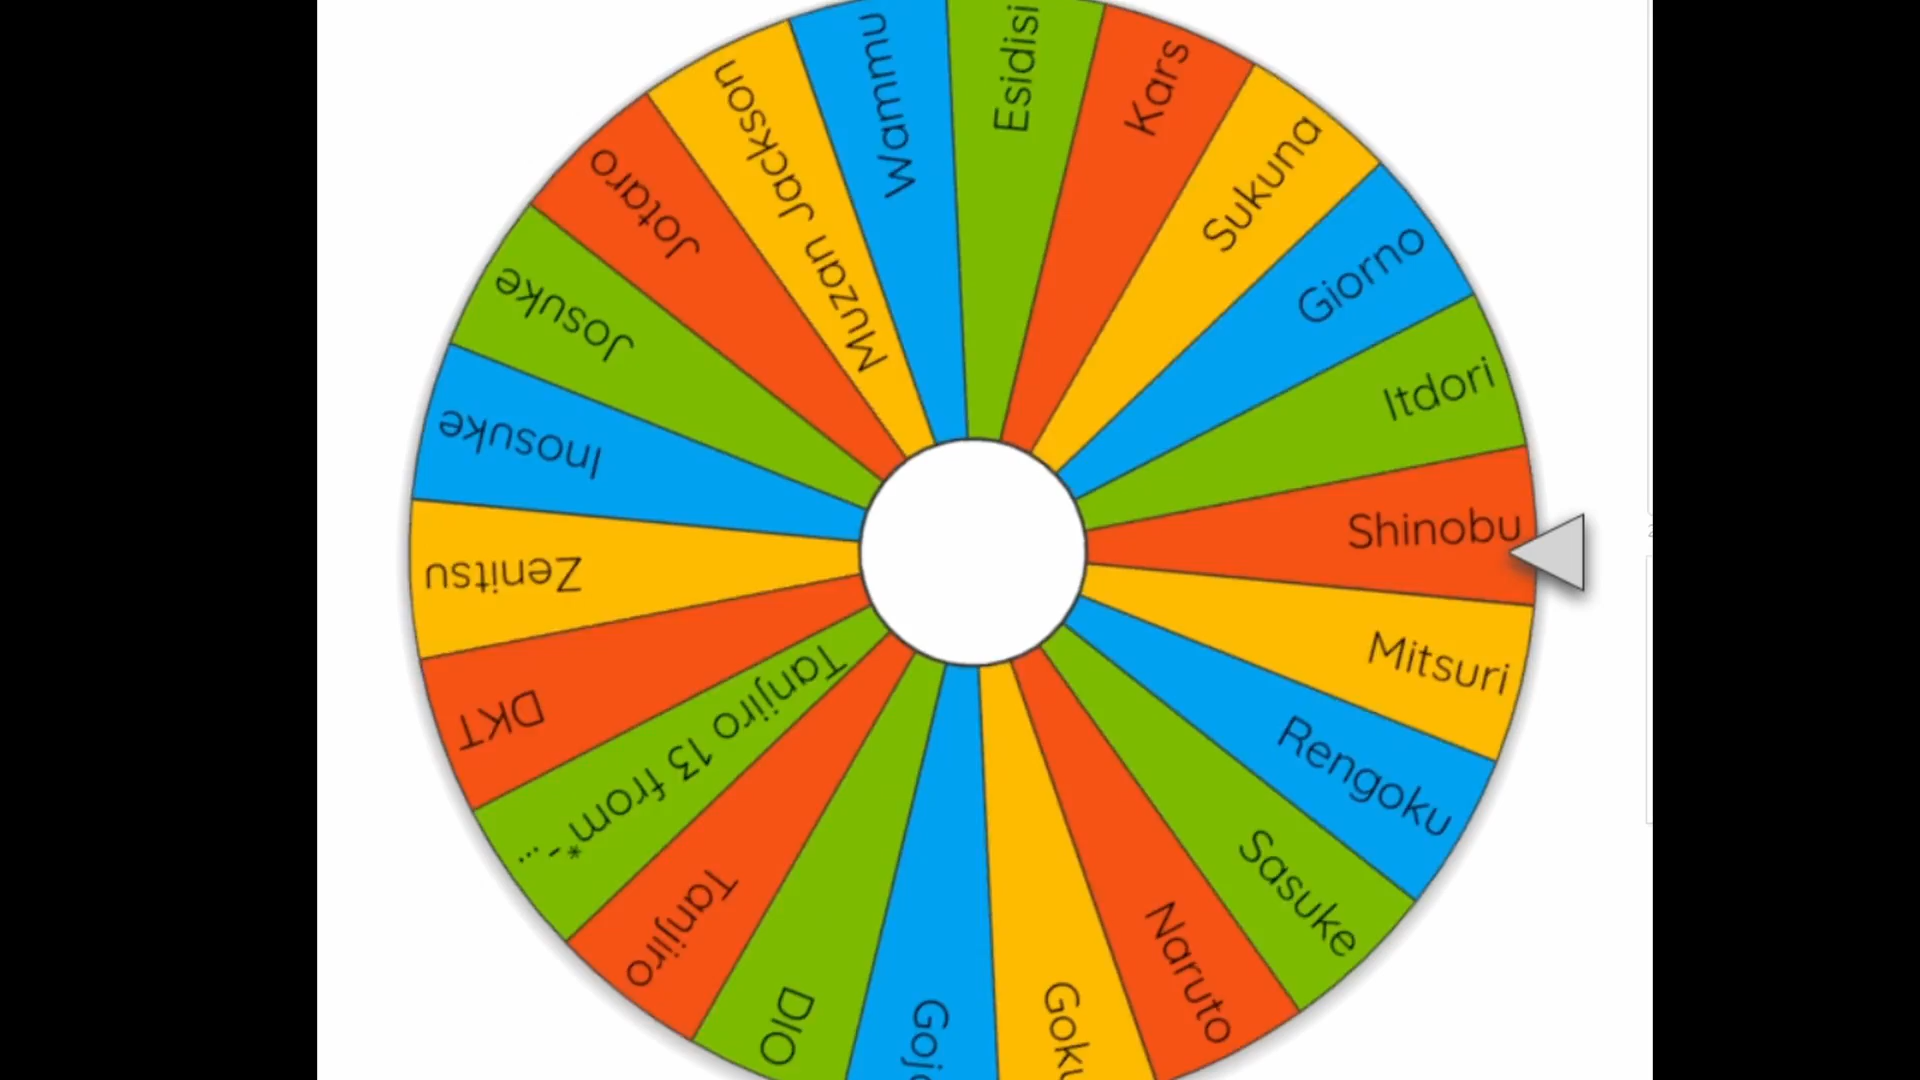 Esidisi
Kars
Sukuna
Giorno
Itdori
Shinobu
Mitsuri
Rengoku
Sasuke
Naruto
Goku
Gojo
DIO
Tanjiro
Tanjiro 13 from*-...
DKT
Zenitsu
Inosuke
Josuke
Jotaro
Muzan Jackson
Wammu